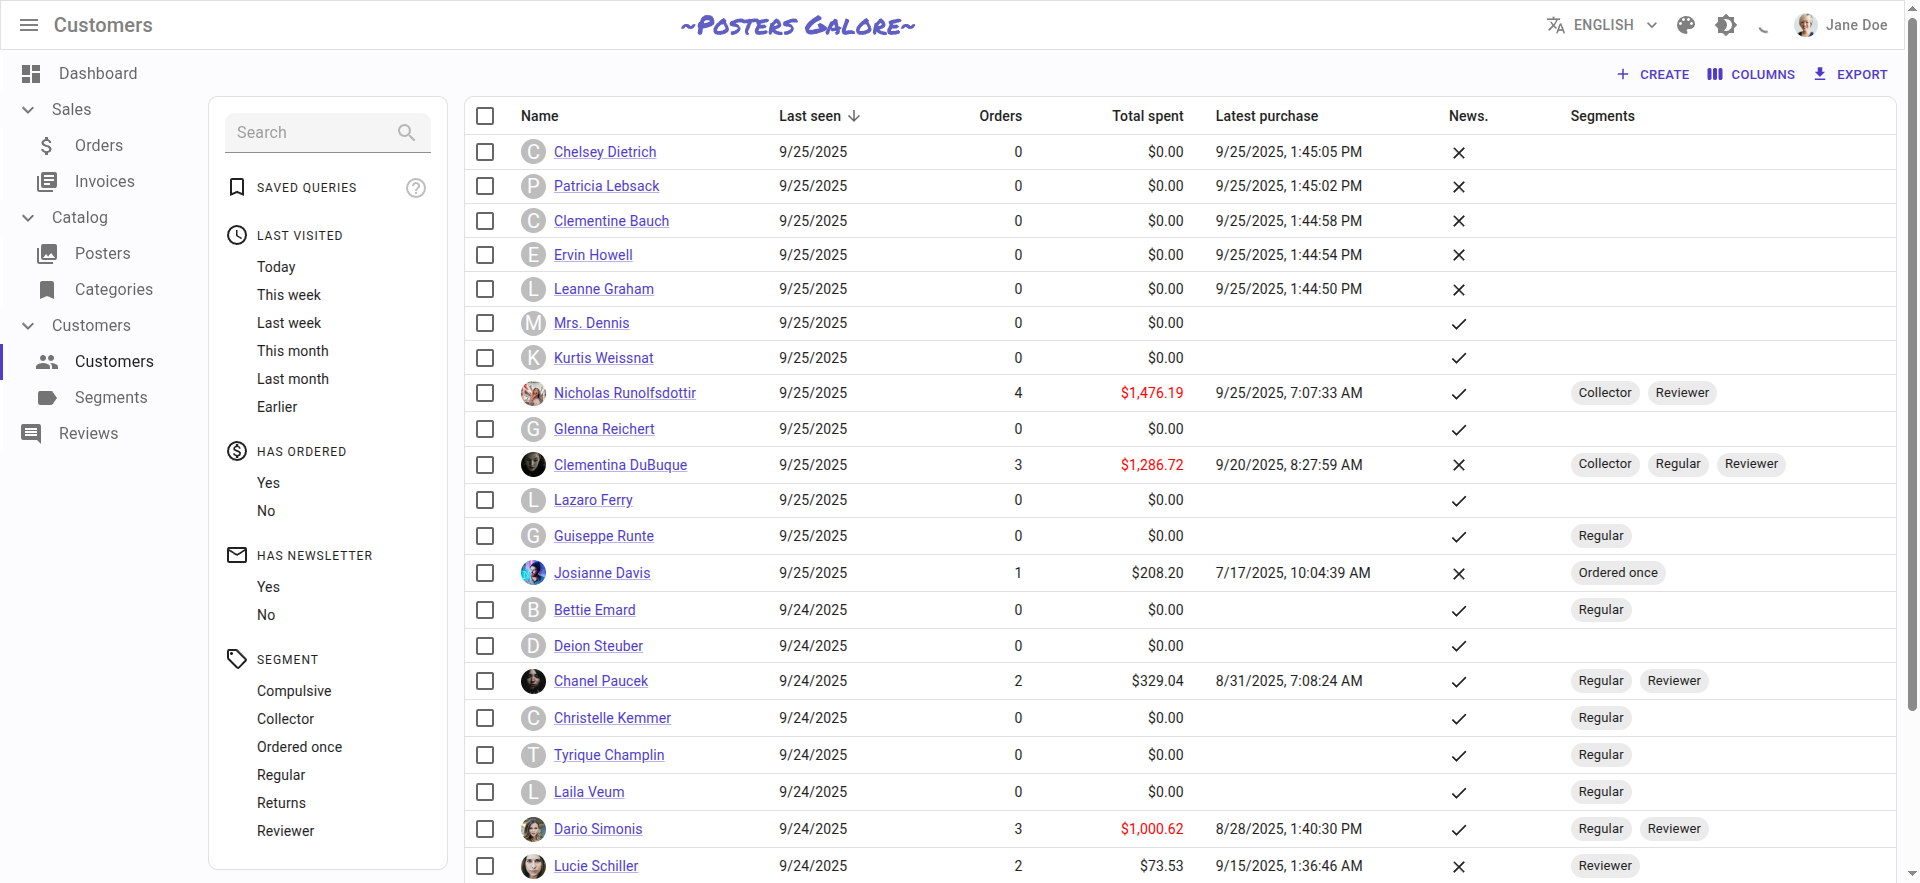 Customers
~Posters Galore~
ENGLISH
Jane Doe
Dashboard
Sales
Orders
Invoices
Catalog
Posters
Categories
Customers
Customers
Segments
Reviews
CREATE
COLUMNS
EXPORT
Search
SAVED QUERIES
LAST VISITED
Today
This week
Last week
This month
Last month
Earlier
HAS ORDERED
Yes
No
HAS NEWSLETTER
Yes
No
SEGMENT
Compulsive
Collector
Ordered once
Regular
Returns
Reviewer
Name Last seen Orders Total spent Latest purchase News. Segments
C Chelsey Dietrich 9/25/2025 0 $0.00 9/25/2025, 1:45:05 PM
P Patricia Lebsack 9/25/2025 0 $0.00 9/25/2025, 1:45:02 PM
C Clementine Bauch 9/25/2025 0 $0.00 9/25/2025, 1:44:58 PM
E Ervin Howell 9/25/2025 0 $0.00 9/25/2025, 1:44:54 PM
L Leanne Graham 9/25/2025 0 $0.00 9/25/2025, 1:44:50 PM
M Mrs. Dennis 9/25/2025 0 $0.00
K Kurtis Weissnat 9/25/2025 0 $0.00
Nicholas Runolfsdottir 9/25/2025 4 $1,476.19 9/25/2025, 7:07:33 AM Collector Reviewer
G Glenna Reichert 9/25/2025 0 $0.00
Clementina DuBuque 9/25/2025 3 $1,286.72 9/20/2025, 8:27:59 AM Collector Regular Reviewer
L Lazaro Ferry 9/25/2025 0 $0.00
G Guiseppe Runte 9/25/2025 0 $0.00 Regular
Josianne Davis 9/25/2025 1 $208.20 7/17/2025, 10:04:39 AM Ordered once
B Bettie Emard 9/24/2025 0 $0.00 Regular
D Deion Steuber 9/24/2025 0 $0.00
Chanel Paucek 9/24/2025 2 $329.04 8/31/2025, 7:08:24 AM Regular Reviewer
C Christelle Kemmer 9/24/2025 0 $0.00 Regular
T Tyrique Champlin 9/24/2025 0 $0.00 Regular
L Laila Veum 9/24/2025 0 $0.00 Regular
Dario Simonis 9/24/2025 3 $1,000.62 8/28/2025, 1:40:30 PM Regular Reviewer
Lucie Schiller 9/24/2025 2 $73.53 9/15/2025, 1:36:46 AM Reviewer